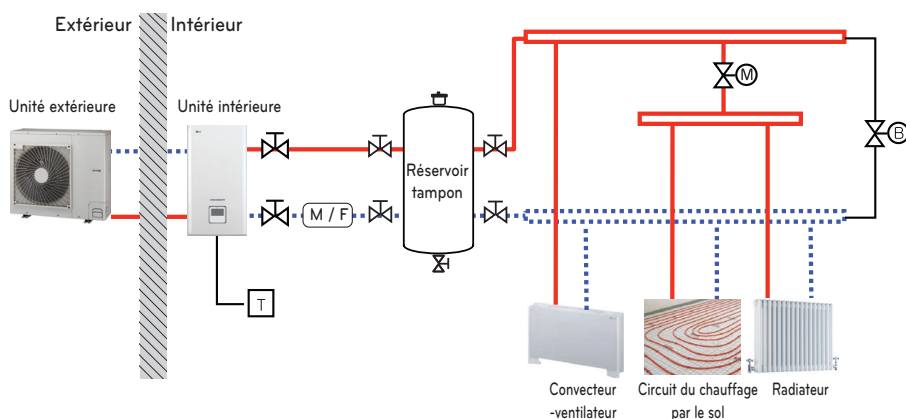 Extérieur
Intérieur
Unité extérieure
Unité intérieure
M
B
Réservoir
tampon
M / F
T
Convecteur
-ventilateur
Circuit du chauffage
par le sol
Radiateur